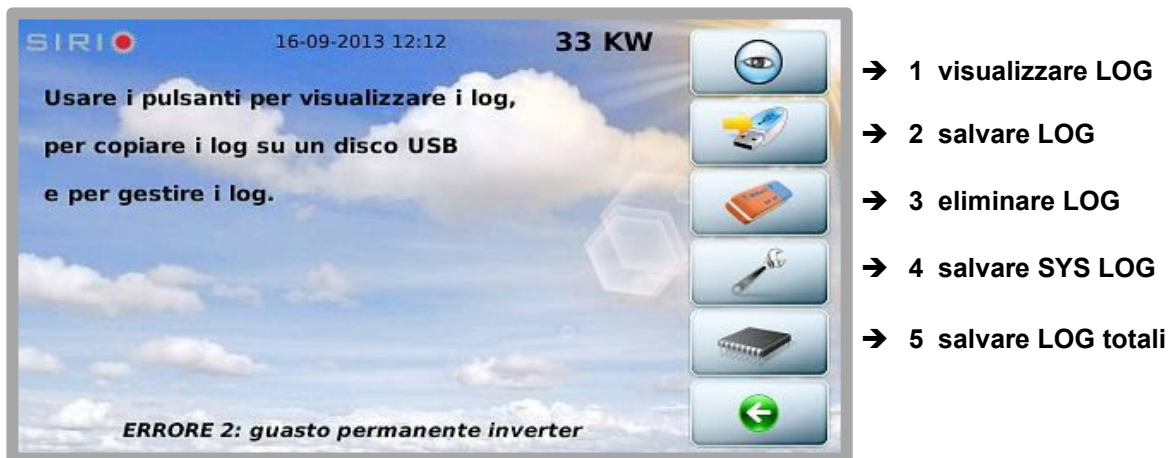 SIRIO 16-09-2013 12:12 33 KW
Usare i pulsanti per visualizzare i log,
per copiare i log su un disco USB
e per gestire i log.
ERRORE 2: guasto permanente inverter
➔ 1 visualizzare LOG
➔ 2 salvare LOG
➔ 3 eliminare LOG
➔ 4 salvare SYS LOG
➔ 5 salvare LOG totali